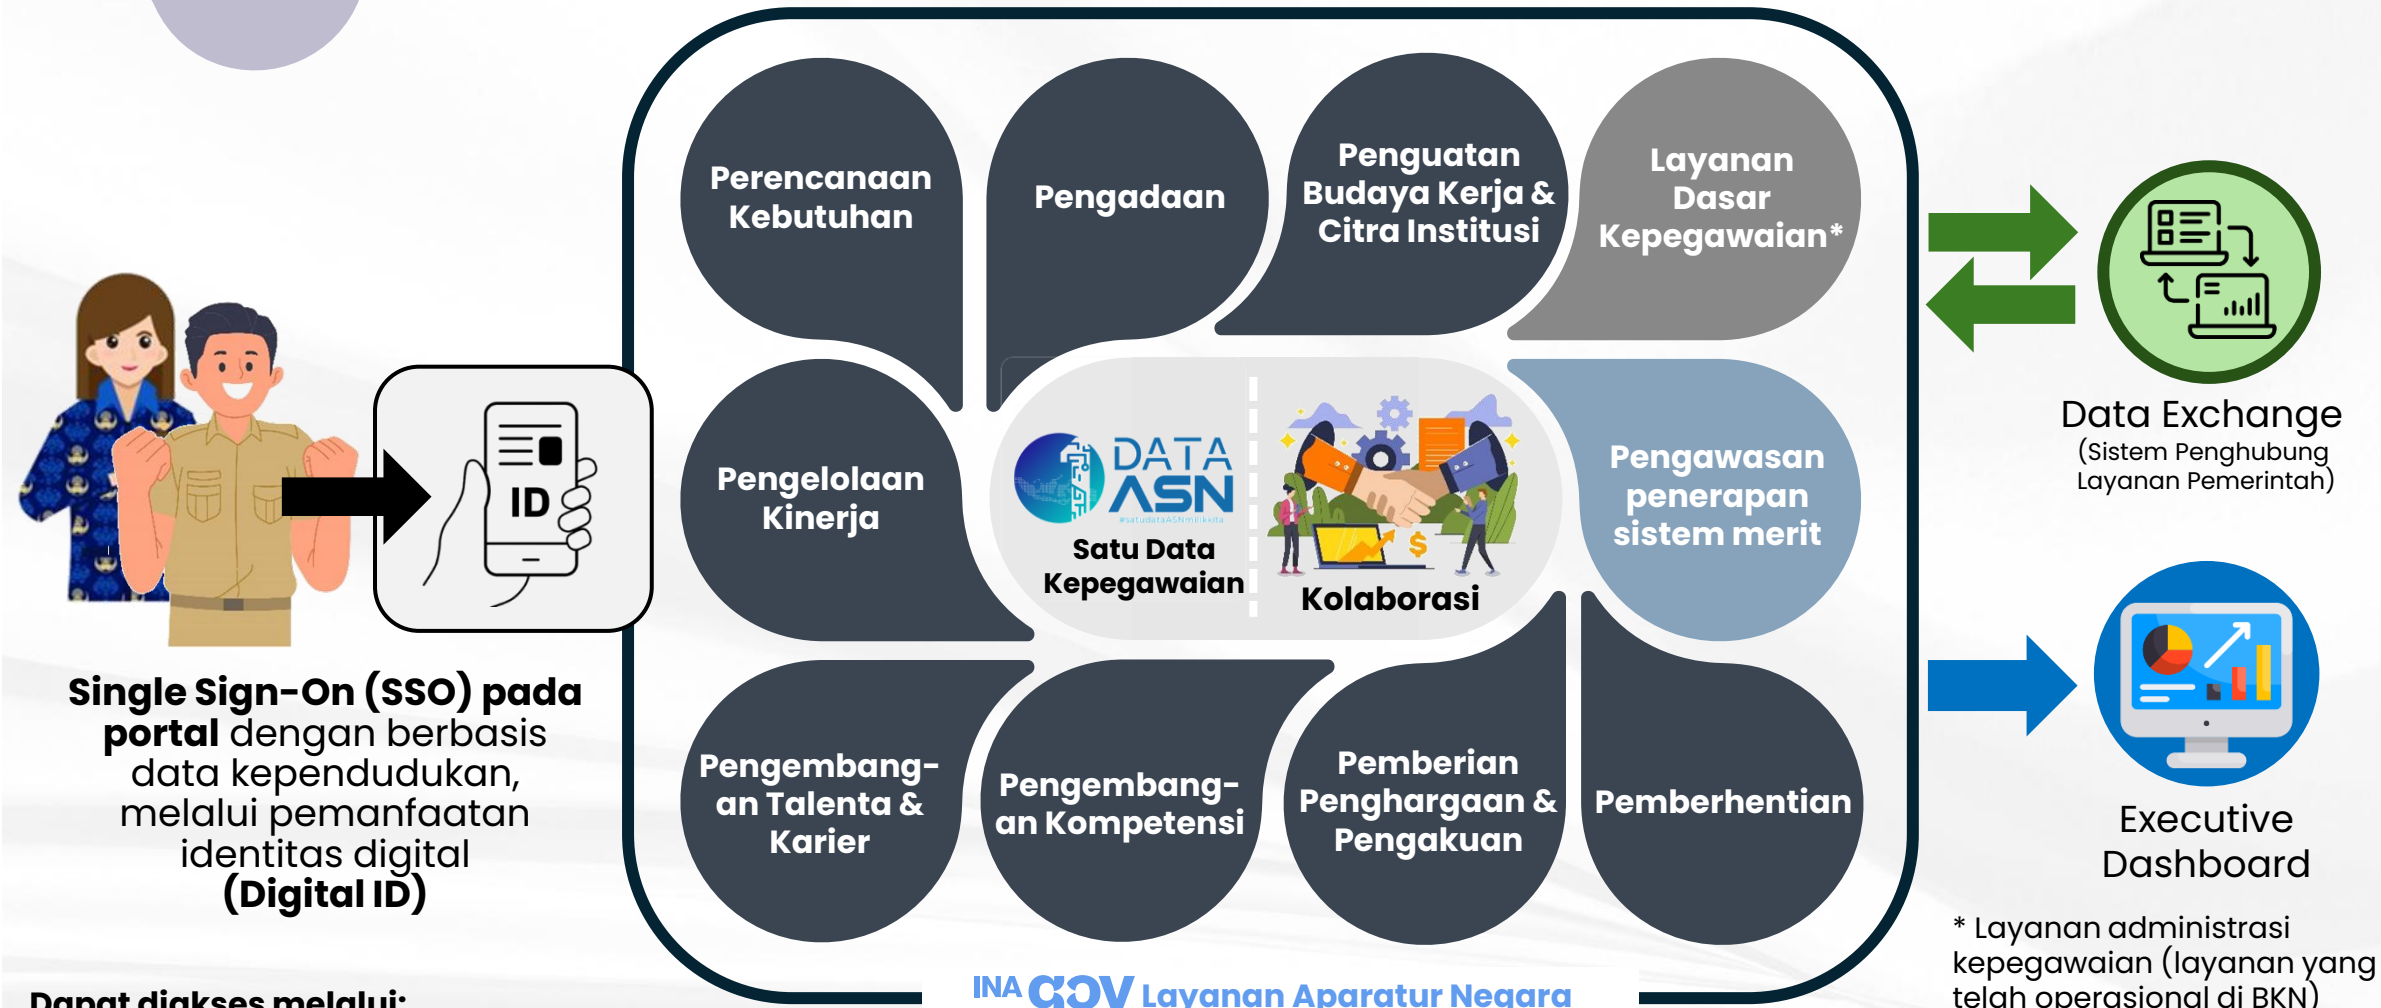 Perencanaan
Kebutuhan
Pengadaan
Penguatan
Budaya Kerja &
Citra Institusi
Layanan
Dasar
Kepegawaian*
Pengelolaan
Kinerja
DATA
ASN
#satudataASNmilikkita
Satu Data
Kepegawaian
Kolaborasi
Pengawasan
penerapan
sistem merit
Pengembang-
an Talenta &
Karier
Pengembang-
an Kompetensi
Pemberian
Penghargaan &
Pengakuan
Pemberhentian
ID
Single Sign-On (SSO) pada
portal dengan berbasis
data kependudukan,
melalui pemanfaatan
identitas digital
(Digital ID)
Dapat diakses melalui:
INA gov Layanan Aparatur Negara
Data Exchange
(Sistem Penghubung
Layanan Pemerintah)
Executive
Dashboard
* Layanan administrasi
kepegawaian (layanan yang
telah operasional di BKN)